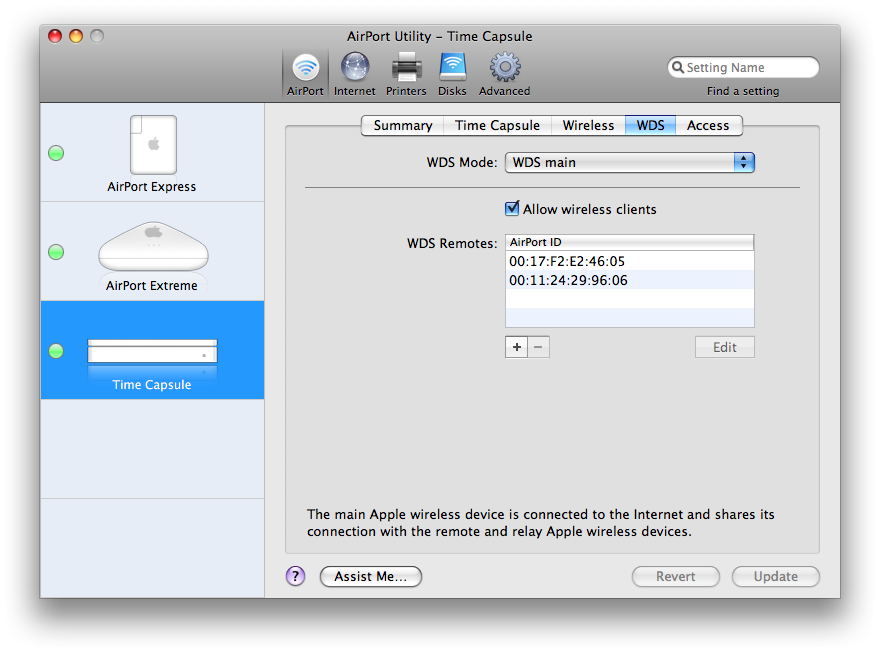 AirPort Utility – Time Capsule
AirPort
Internet
Printers
Disks
Advanced
Setting Name
Find a setting
AirPort Express
AirPort Extreme
Time Capsule
Summary
Time Capsule
Wireless
WDS
Access
WDS Mode: WDS main
Allow wireless clients
WDS Remotes:
AirPort ID
00:17:F2:E2:46:05
00:11:24:29:96:06
+ −
Edit
The main Apple wireless device is connected to the Internet and shares its
connection with the remote and relay Apple wireless devices.
?
Assist Me...
Revert
Update